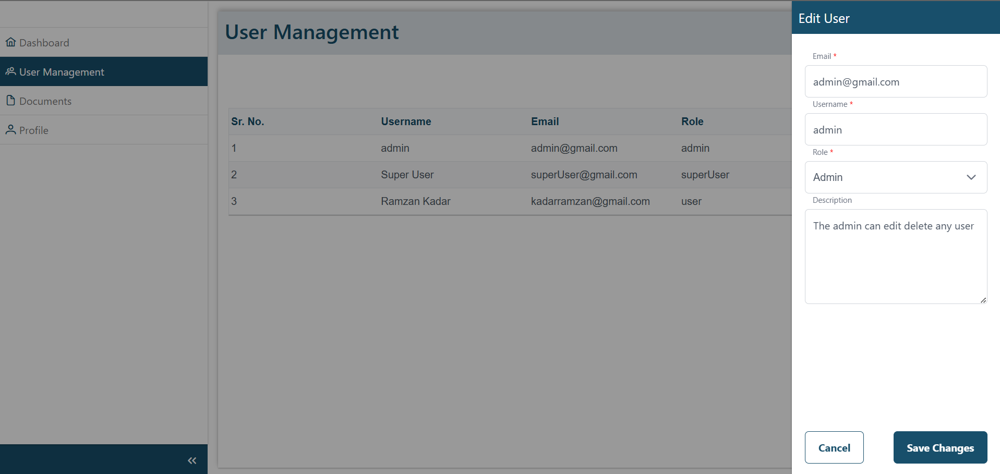 Dashboard
User Management
Documents
Profile
User Management
Sr. No. Username Email Role
1 admin admin@gmail.com admin
2 Super User superUser@gmail.com superUser
3 Ramzan Kadar kadarramzan@gmail.com user
Edit User
Email *
admin@gmail.com
Username *
admin
Role *
Admin
Description
The admin can edit delete any user
Cancel Save Changes